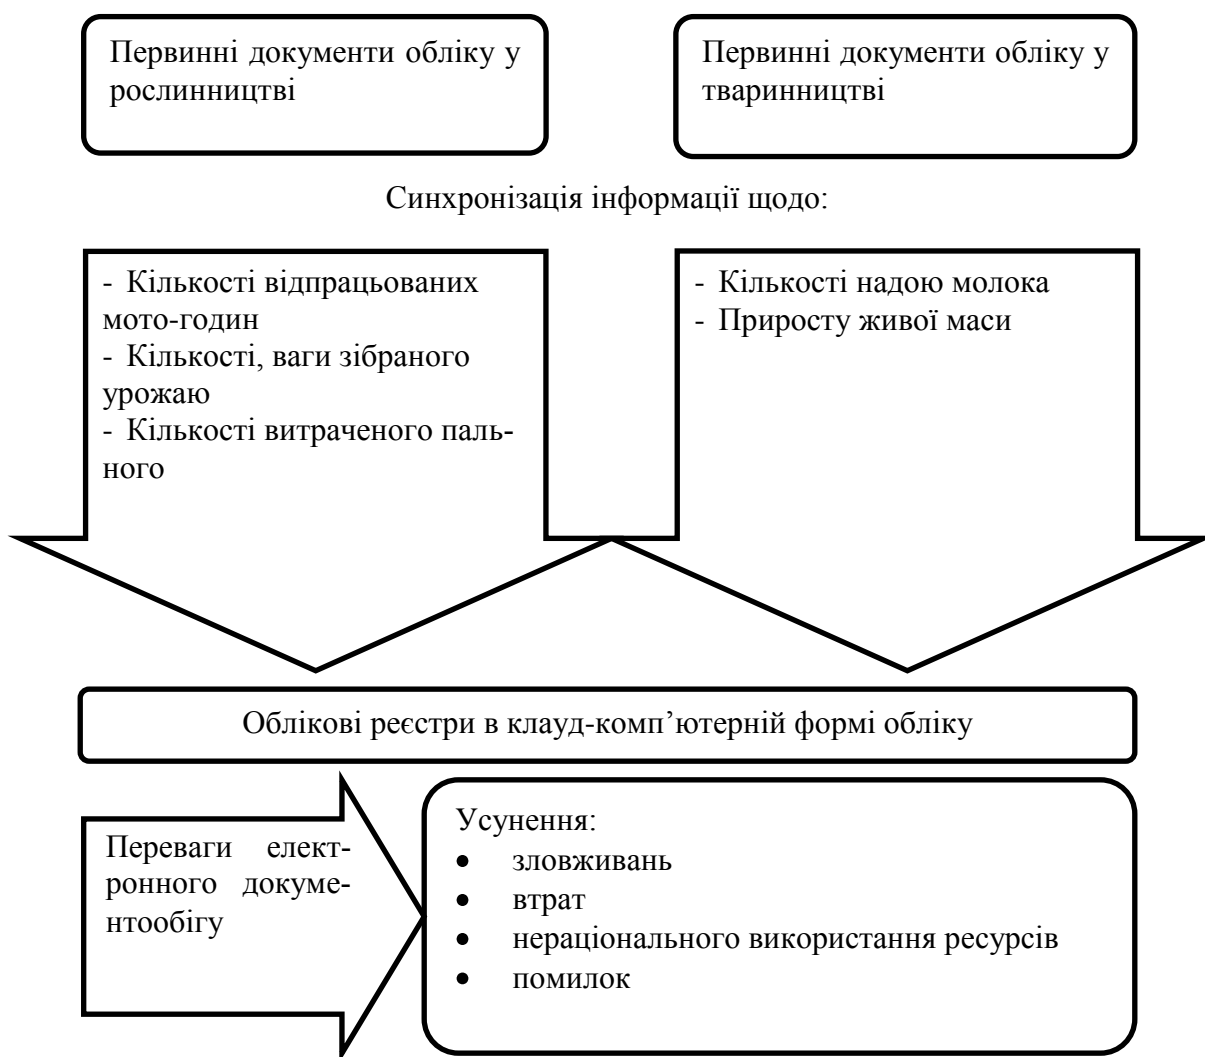 Первинні документи обліку у
рослинництві
Первинні документи обліку у
тваринництві
Синхронізація інформації щодо:
- Кількості відпрацьованих
мото-годин
- Кількості, ваги зібраного
урожаю
- Кількості витраченого паль-
ного
- Кількості надою молока
- Приросту живої маси
Облікові реєстри в клауд-комп’ютерній формі обліку
Переваги елект-
ронного докуме-
нтообігу
Усунення:
• зловживань
• втрат
• нераціонального використання ресурсів
• помилок